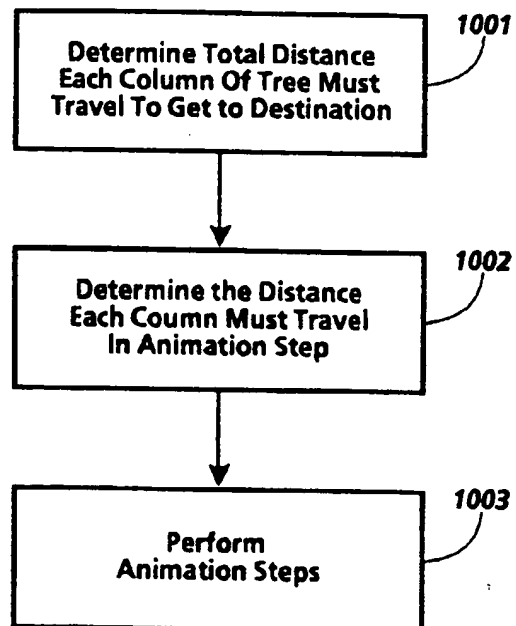 1001
Determine Total Distance
Each Column Of Tree Must
Travel To Get to Destination
1002
Determine the Distance
Each Coumn Must Travel
In Animation Step
1003
Perform
Animation Steps